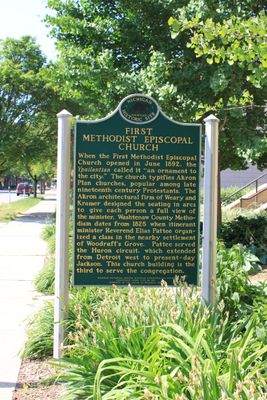 MICHIGAN
HISTORIC SITE
FIRST
METHODIST EPISCOPAL
CHURCH
When the First Methodist Episcopal
Church opened in June 1892, the
Ypsilantian called it "an ornament to
the city." The church typifies Akron
Plan churches, popular among late
nineteenth century Protestants. The
Akron architectural firm of Weary and
Kramer designed the seating in arcs
to give each person a full view of
the minister. Washtenaw County Metho-
dism dates from 1825 when itinerant
minister Reverend Elias Pattee organ-
ized a class in the nearby settlement
of Woodruff's Grove. Pattee served
the Huron circuit, which extended
from Detroit west to present-day
Jackson. This church building is the
third to serve the congregation.